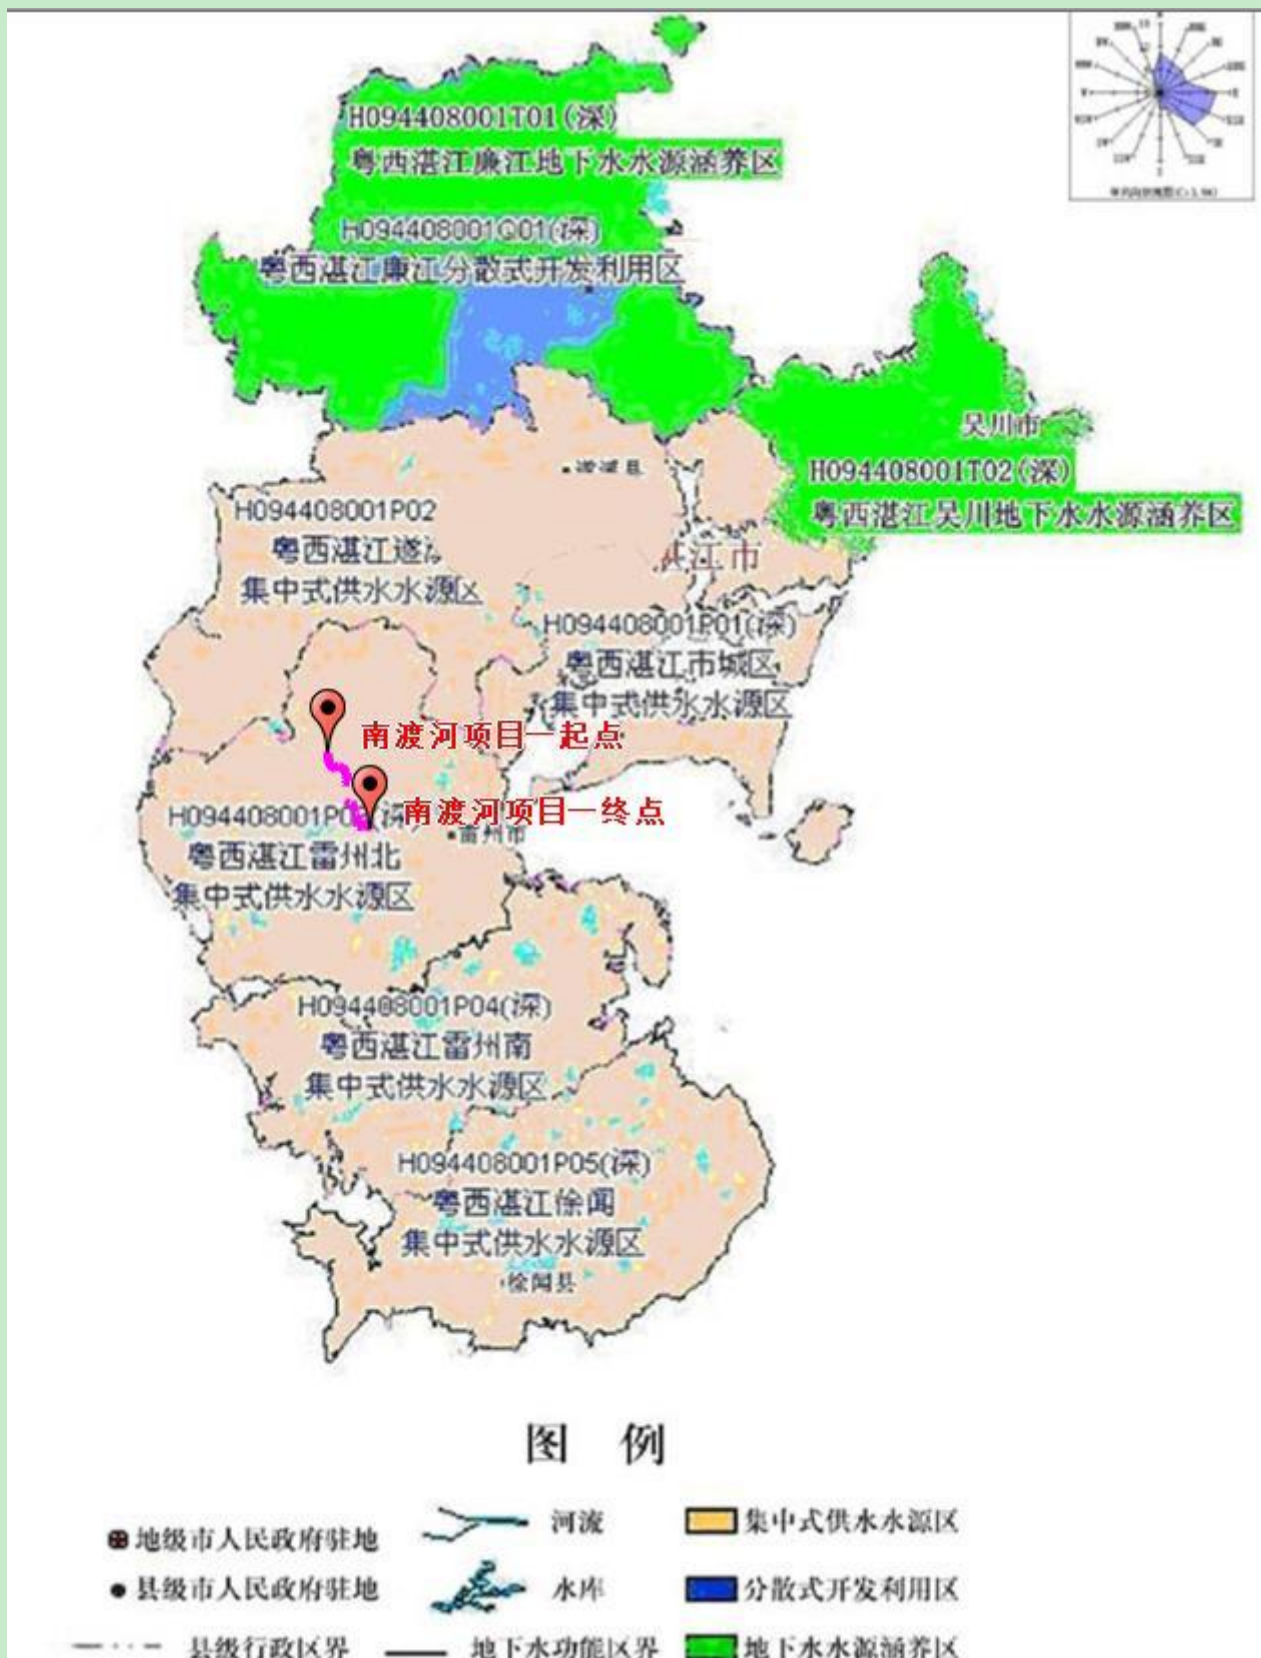 H094408001T01(深)
粤西湛江廉江地下水水源涵养区
H094408001Q01(深)
粤西湛江廉江分散式开发利用区
吴川市
H094408001T02(深)
粤西湛江吴川地下水水源涵养区
遂溪县
H094408001P02
粤西湛江遂
集中式供水水源区
江市
H094408001P01(深)
粤西湛江市城区
集中式供水水源区
南渡河项目一起点
南渡河项目一终点
H094408001P0
粤西湛江雷州北
集中式供水水源区
雷州市
H094408001P04(深)
粤西湛江雷州南
集中式供水水源区
H094408001P05(深)
粤西湛江徐闻
集中式供水水源区
徐闻县
图 例
地级市人民政府驻地
河流
集中式供水水源区
县级市人民政府驻地
水库
分散式开发利用区
县级行政区界
地下水功能区界
地下水水源涵养区